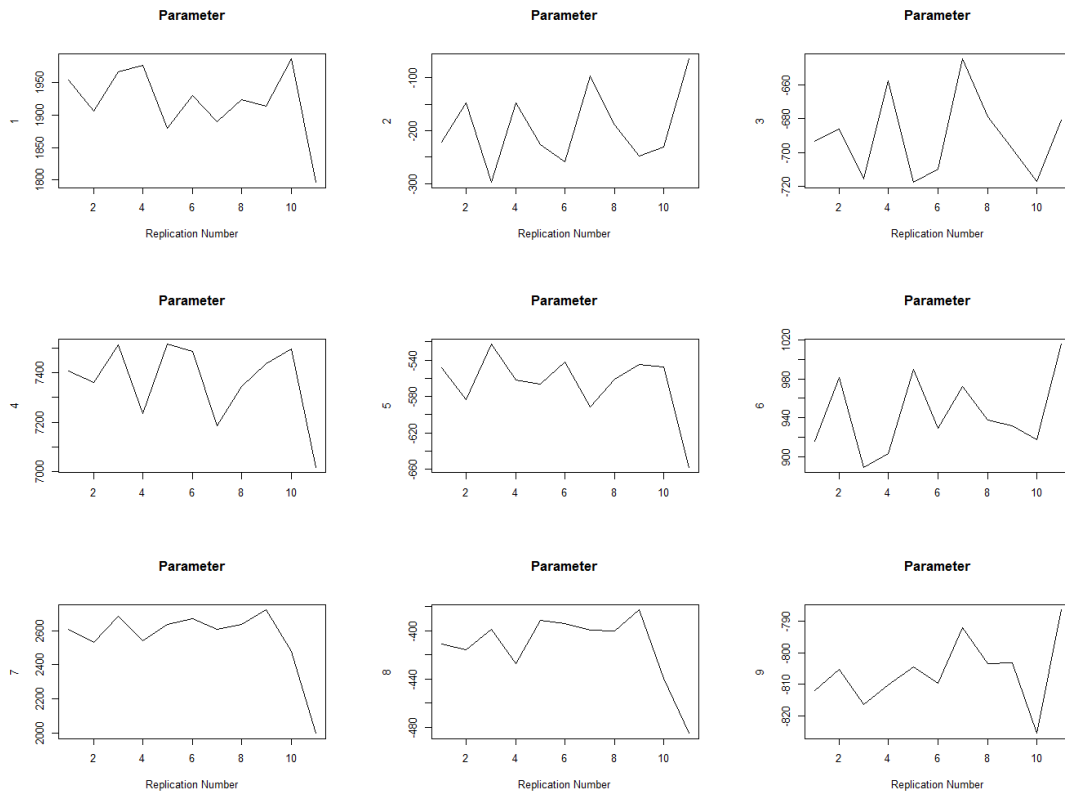 Parameter Parameter Parameter
1 1800 1850 1900 1950
2 -300 -200 -100
3 -720 -700 -680 -660
2 4 6 8 10 2 4 6 8 10 2 4 6 8 10
Replication Number Replication Number Replication Number
Parameter Parameter Parameter
4 7000 7200 7400
5 -660 -620 -580 -540
6 900 940 980 1020
2 4 6 8 10 2 4 6 8 10 2 4 6 8 10
Replication Number Replication Number Replication Number
Parameter Parameter Parameter
7 2000 2200 2400 2600
8 -480 -440 -400
9 -820 -810 -800 -790
2 4 6 8 10 2 4 6 8 10 2 4 6 8 10
Replication Number Replication Number Replication Number